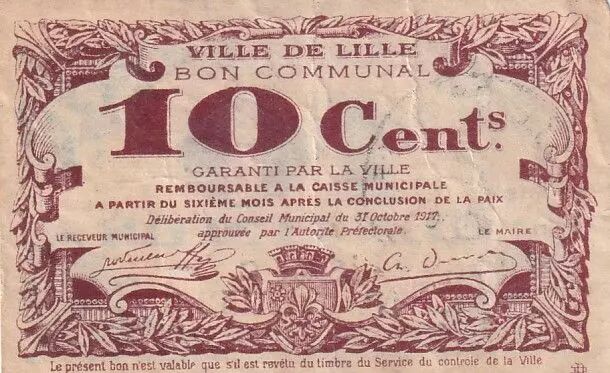 VILLE DE LILLE
BON COMMUNAL
10 Cents.
GARANTI PAR LA VILLE
REMBOURSABLE A LA CAISSE MUNICIPALE
A PARTIR DU SIXIÈME MOIS APRÈS LA CONCLUSION DE LA PAIX
Délibération du Conseil Municipal du 31 Octobre 1917,
LE RECEVEUR MUNICIPAL approuvée par l'Autorité Préfectorale. LE MAIRE
Le présent bon n'est valable que s'il est revêtu du timbre du Service du contrôle de la Ville